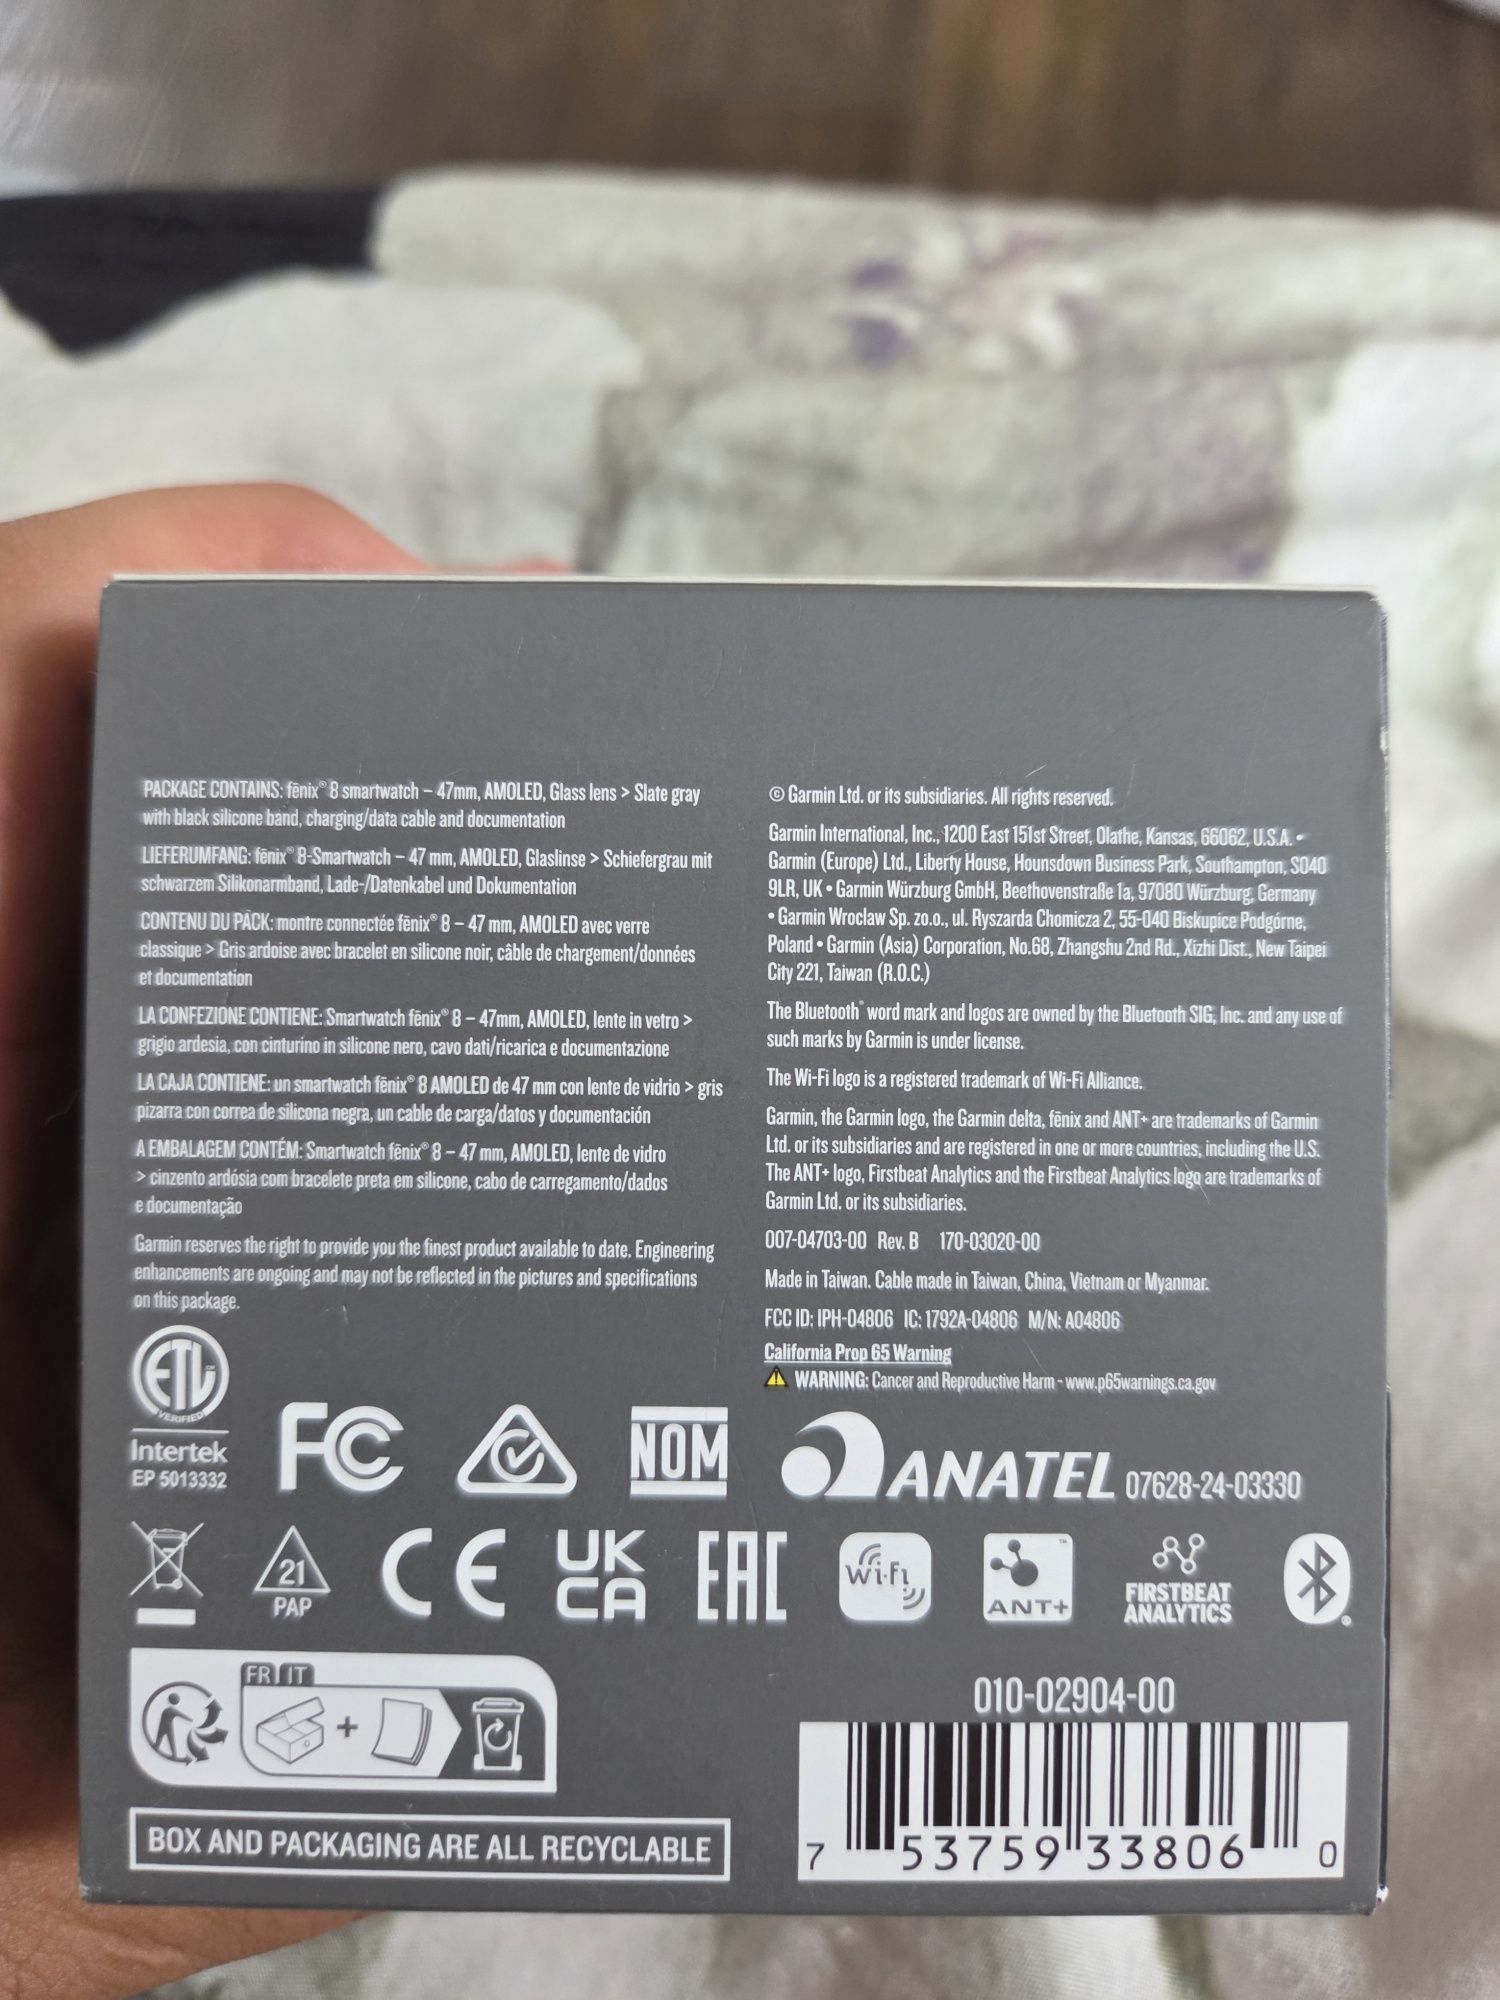 PACKAGE CONTAINS: fēnix® 8 smartwatch – 47mm, AMOLED, Glass lens > Slate gray
with black silicone band, charging/data cable and documentation
LIEFERUMFANG: fēnix® 8-Smartwatch – 47 mm, AMOLED, Glaslinse > Schiefergrau mit
schwarzem Silikonarmband, Lade-/Datenkabel und Dokumentation
CONTENU DU PACK: montre connectée fēnix® 8 – 47 mm, AMOLED avec verre
classique > Gris ardoise avec bracelet en silicone noir, câble de chargement/données
et documentation
LA CONFEZIONE CONTIENE: Smartwatch fēnix® 8 – 47mm, AMOLED, lente in vetro >
grigio ardesia, con cinturino in silicone nero, cavo dati/ricarica e documentazione
LA CAJA CONTIENE: un smartwatch fēnix® 8 AMOLED de 47 mm con lente de vidrio > gris
pizarra con correa de silicona negra, un cable de carga/datos y documentación
A EMBALAGEM CONTÉM: Smartwatch fēnix® 8 – 47 mm, AMOLED, lente de vidro
> cinzento ardósia com bracelete preta em silicone, cabo de carregamento/dados
e documentação
Garmin reserves the right to provide you the finest product available to date. Engineering
enhancements are ongoing and may not be reflected in the pictures and specifications
on this package.
© Garmin Ltd. or its subsidiaries. All rights reserved.
Garmin International, Inc., 1200 East 151st Street, Olathe, Kansas, 66062, U.S.A. •
Garmin (Europe) Ltd., Liberty House, Hounsdown Business Park, Southampton, SO40
9LR, UK • Garmin Würzburg GmbH, Beethovenstraße 1a, 97080 Würzburg, Germany
• Garmin Wroclaw Sp. zo.o., ul. Ryszarda Chomicza 2, 55-040 Biskupice Podgórne,
Poland • Garmin (Asia) Corporation, No.68, Zhangshu 2nd Rd., Xizhi Dist., New Taipei
City 221, Taiwan (R.O.C.)
The Bluetooth® word mark and logos are owned by the Bluetooth SIG, Inc. and any use of
such marks by Garmin is under license.
The Wi-Fi logo is a registered trademark of Wi-Fi Alliance.
Garmin, the Garmin logo, the Garmin delta, fēnix and ANT+ are trademarks of Garmin
Ltd. or its subsidiaries and are registered in one or more countries, including the U.S.
The ANT+ logo, Firstbeat Analytics and the Firstbeat Analytics logo are trademarks of
Garmin Ltd. or its subsidiaries.
007-04703-00 Rev. B 170-03020-00
Made in Taiwan. Cable made in Taiwan, China, Vietnam or Myanmar.
FCC ID: IPH-04806 IC: 1792A-04806 M/N: A04806
California Prop 65 Warning
WARNING: Cancer and Reproductive Harm - www.p65warnings.ca.gov
ETL
VERIFIED
Intertek
EP 5013332
FC
NOM
ANATEL 07628-24-03330
21
PAP
CE
UK
CA
EAC
Wi-Fi
ANT+™
FIRSTBEAT
ANALYTICS
®
FR IT
+
BOX AND PACKAGING ARE ALL RECYCLABLE
010-02904-00
7 53759 33806 0